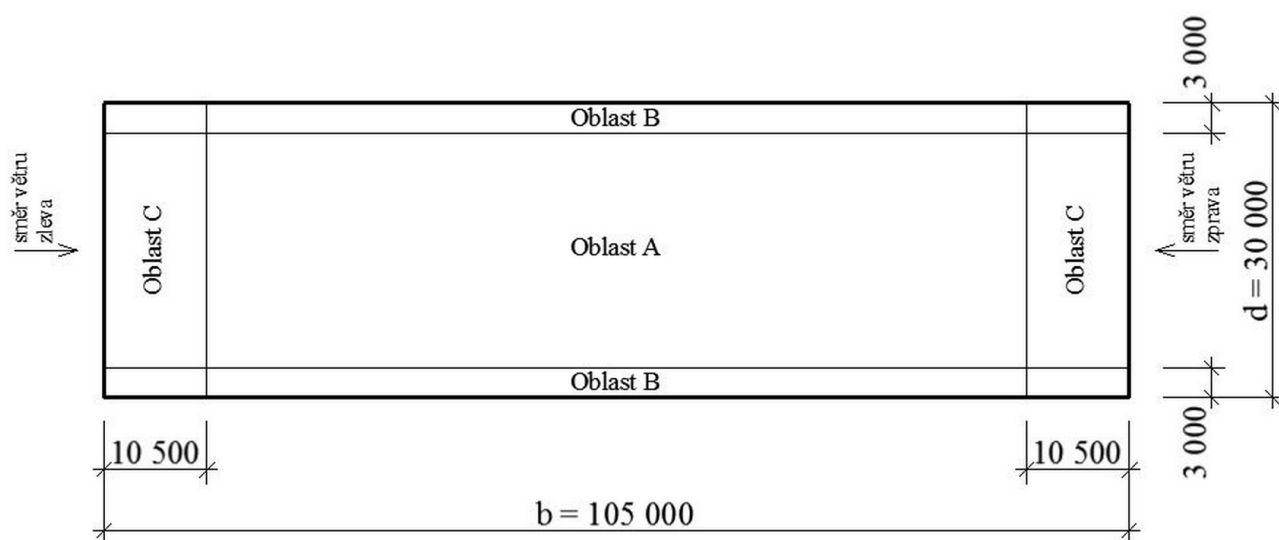 Oblast B
3 000
směr větru
zleva
Oblast C
Oblast A
Oblast C
směr větru
zprava
d = 30 000
Oblast B
3 000
10 500
10 500
b = 105 000